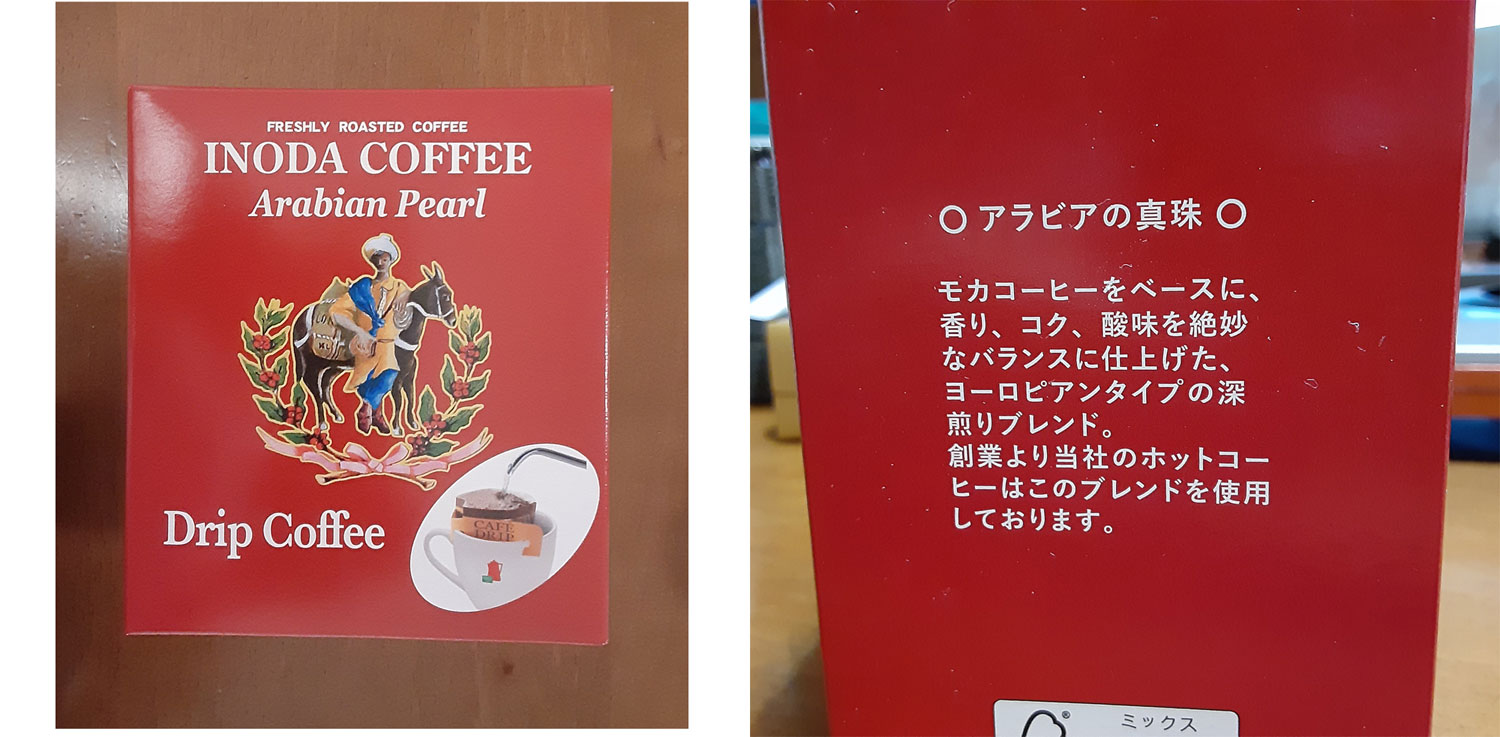 FRESHLY ROASTED COFFEE
INODA COFFEE
Arabian Pearl
Drip Coffee
CAFÉ
DRIP
○ アラビアの真珠 ○
モカコーヒーをベースに、
香り、コク、酸味を絶妙
なバランスに仕上げた、
ヨーロピアンタイプの深
煎りブレンド。
創業より当社のホットコー
ヒーはこのブレンドを使用
しております。
®
ミックス